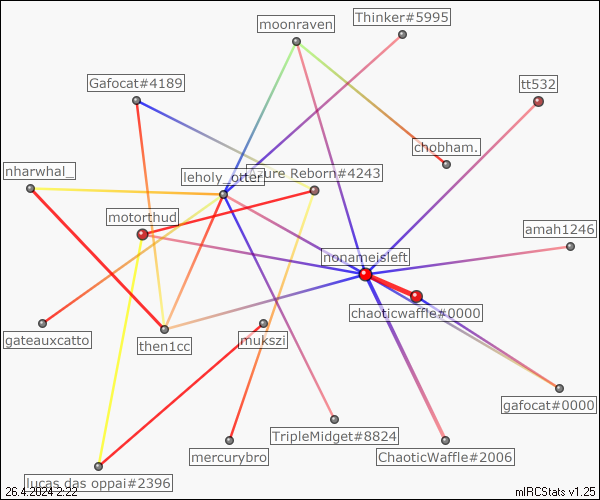 Thinker#5995
moonraven
Gafocat#4189
tt532
chobham.
nharwhal_
leholy_otter
Azure Reborn#4243
motorthud
amah1246
nonameisleft
chaoticwaffle#0000
gateauxcatto
then1cc
mukszi
gafocat#0000
TripleMidget#8824
mercurybro
ChaoticWaffle#2006
lucas das oppai#2396
26.4.2024 2:22
mIRCStats v1.25